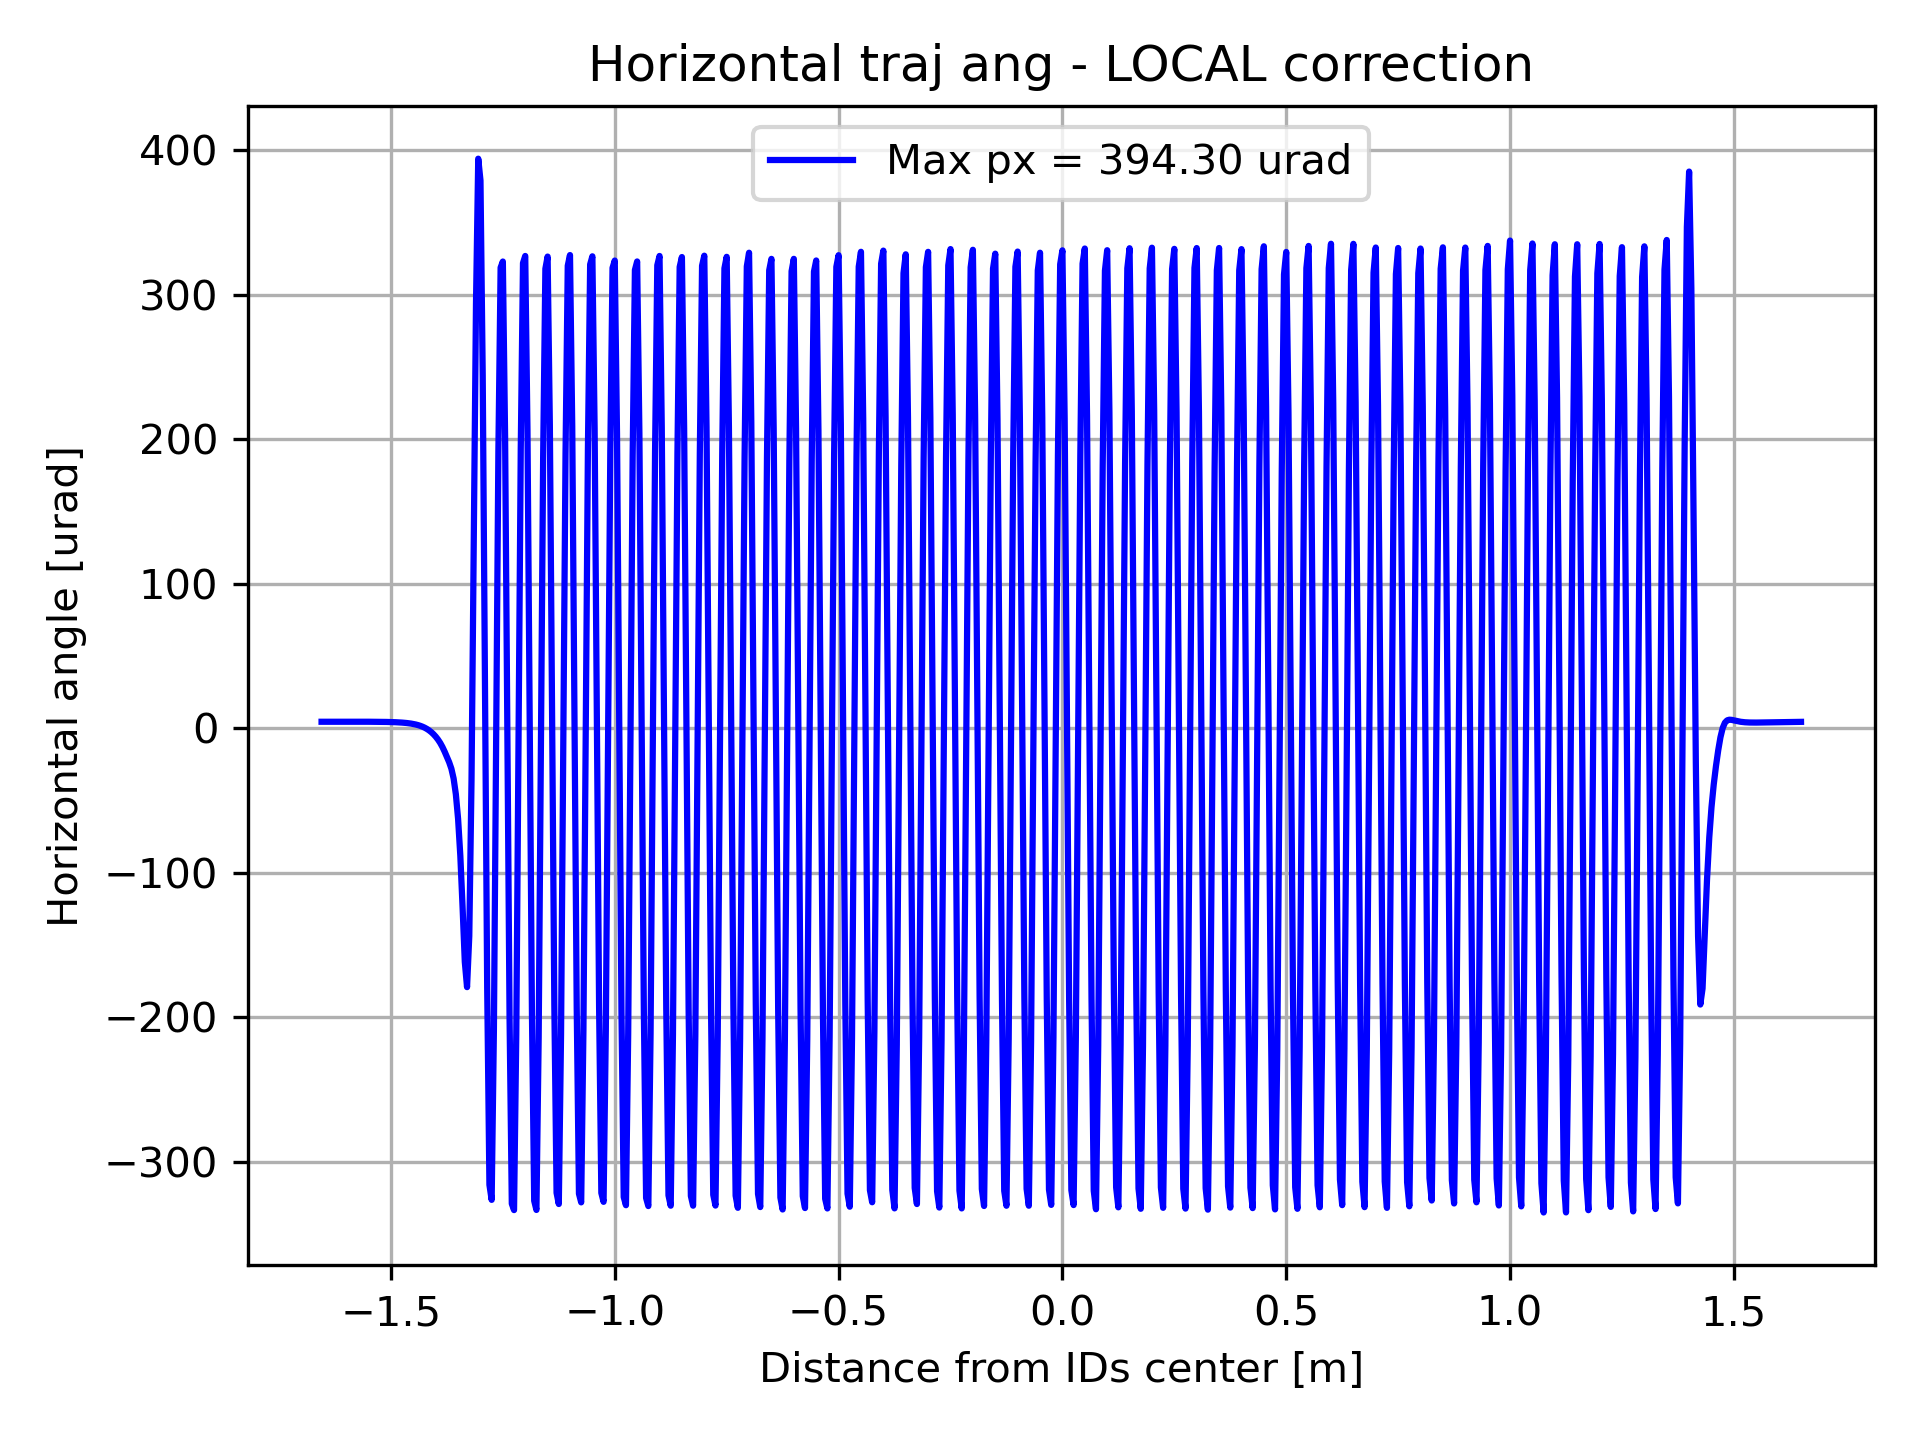 Horizontal traj ang - LOCAL correction
Max px = 394.30 urad
400
300
200
100
0
−100
−200
−300
Horizontal angle [urad]
−1.5 −1.0 −0.5 0.0 0.5 1.0 1.5
Distance from IDs center [m]